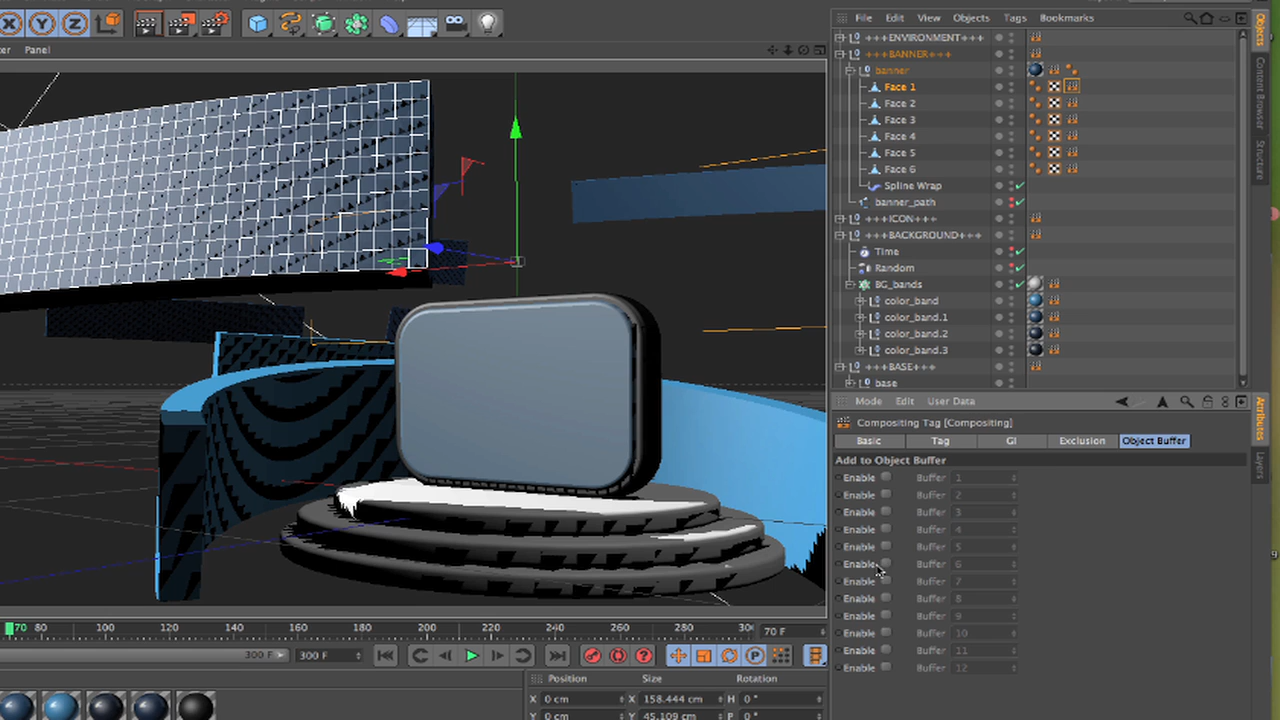 X Y Z
File Edit View Objects Tags Bookmarks
Panel
+++ENVIRONMENT+++
+++BANNER+++
banner
Face 1
Face 2
Face 3
Face 4
Face 5
Face 6
Spline Wrap
banner_path
+++ICON+++
+++BACKGROUND+++
Time
Random
BG_bands
color_band
color_band.1
color_band.2
color_band.3
+++BASE+++
base
Objects
Content Browser
Structure
Mode Edit User Data
Compositing Tag [Compositing]
Basic Tag GI Exclusion Object Buffer
Add to Object Buffer
Enable Buffer 1
Enable Buffer 2
Enable Buffer 3
Enable Buffer 4
Enable Buffer 5
Enable Buffer 6
Enable Buffer 7
Enable Buffer 8
Enable Buffer 9
Enable Buffer 10
Enable Buffer 11
Enable Buffer 12
Attributes
Layers
70 80 100 120 140 160 180 200 220 240 260 280 70 F
300 F 300 F
Position Size Rotation
X 0 cm X 158.444 cm H 0 °
Y 0 cm Y 45.109 cm P 0 °